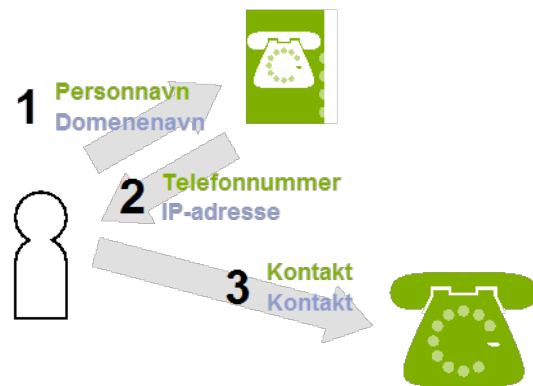 1
Personnavn
Domenenavn
2
Telefonnummer
IP-adresse
3
Kontakt
Kontakt